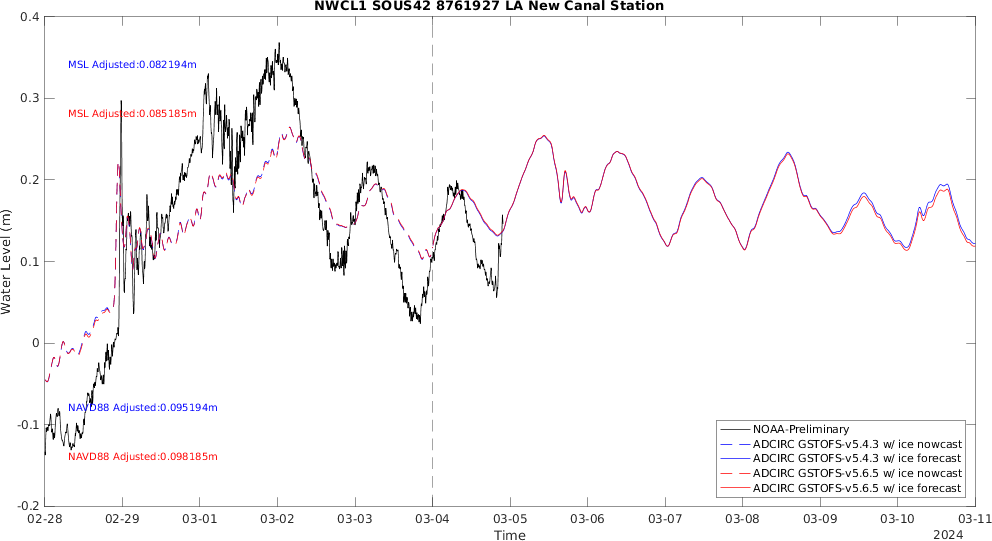 NWCL1 SOUS42 8761927 LA New Canal Station
0.4
0.3
0.2
0.1
0
-0.1
-0.2
Water Level (m)
MSL Adjusted:0.082194m
MSL Adjusted:0.085185m
NAVD88 Adjusted:0.095194m
NAVD88 Adjusted:0.098185m
NOAA-Preliminary
ADCIRC GSTOFS-v5.4.3 w/ ice nowcast
ADCIRC GSTOFS-v5.4.3 w/ ice forecast
ADCIRC GSTOFS-v5.6.5 w/ ice nowcast
ADCIRC GSTOFS-v5.6.5 w/ ice forecast
02-28 02-29 03-01 03-02 03-03 03-04 03-05 03-06 03-07 03-08 03-09 03-10 03-11
Time
2024